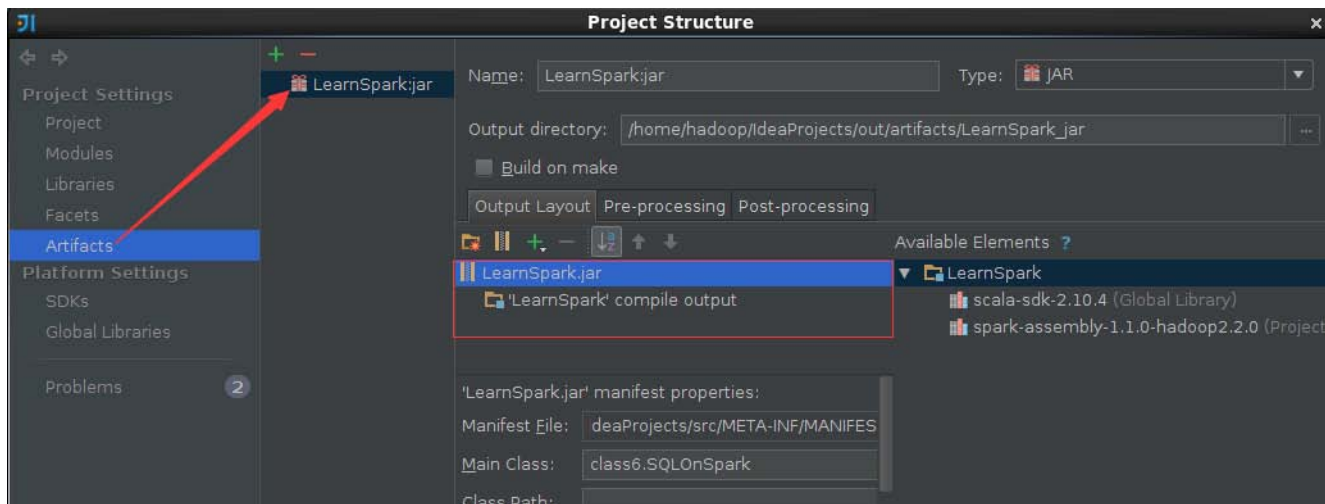 Project Structure
Project Settings
Project
Modules
Libraries
Facets
Artifacts
Platform Settings
SDKs
Global Libraries
Problems 2
LearnSpark:jar
Name: LearnSpark:jar Type: JAR
Output directory: /home/hadoop/IdeaProjects/out/artifacts/LearnSpark_jar ...
Build on make
Output Layout Pre-processing Post-processing
Available Elements ?
LearnSpark.jar
'LearnSpark' compile output
LearnSpark
scala-sdk-2.10.4 (Global Library)
spark-assembly-1.1.0-hadoop2.2.0 (Project
'LearnSpark.jar' manifest properties:
Manifest File: deaProjects/src/META-INF/MANIFES
Main Class: class6.SQLOnSpark
Class Path: